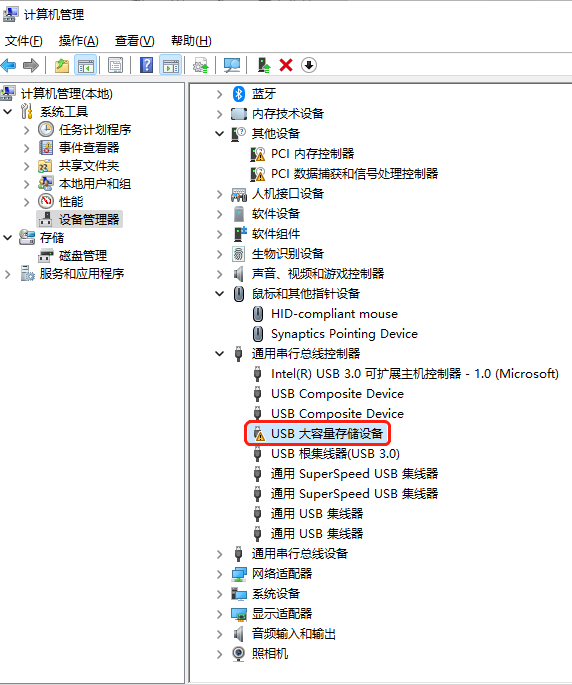 计算机管理
文件(F) 操作(A) 查看(V) 帮助(H)
计算机管理(本地)
系统工具
任务计划程序
事件查看器
共享文件夹
本地用户和组
性能
设备管理器
存储
磁盘管理
服务和应用程序
蓝牙
内存技术设备
其他设备
PCI 内存控制器
PCI 数据捕获和信号处理控制器
人机接口设备
软件设备
软件组件
生物识别设备
声音、视频和游戏控制器
鼠标和其他指针设备
HID-compliant mouse
Synaptics Pointing Device
通用串行总线控制器
Intel(R) USB 3.0 可扩展主机控制器 - 1.0 (Microsoft)
USB Composite Device
USB Composite Device
USB 大容量存储设备
USB 根集线器(USB 3.0)
通用 SuperSpeed USB 集线器
通用 SuperSpeed USB 集线器
通用 USB 集线器
通用 USB 集线器
通用串行总线设备
网络适配器
系统设备
显示适配器
音频输入和输出
照相机